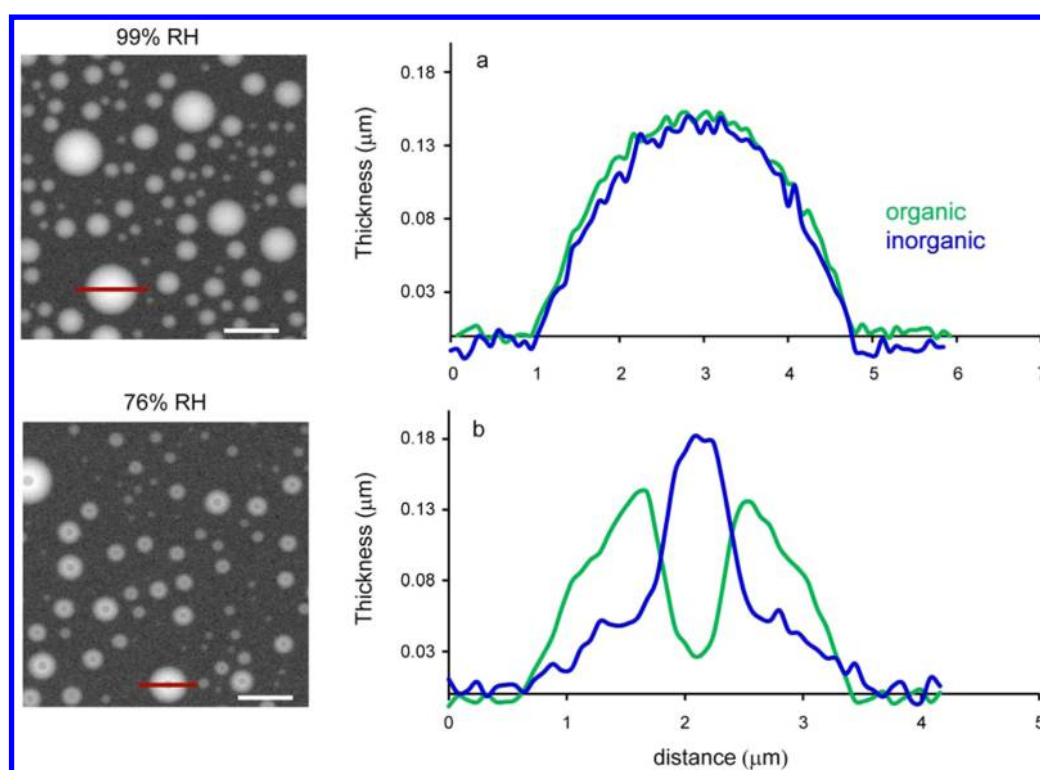 99% RH
a
Thickness (μm)
0.18
0.13
0.08
0.03
0 1 2 3 4 5 6 7
organic
inorganic
76% RH
b
Thickness (μm)
0.18
0.13
0.08
0.03
0 1 2 3 4 5
distance (μm)